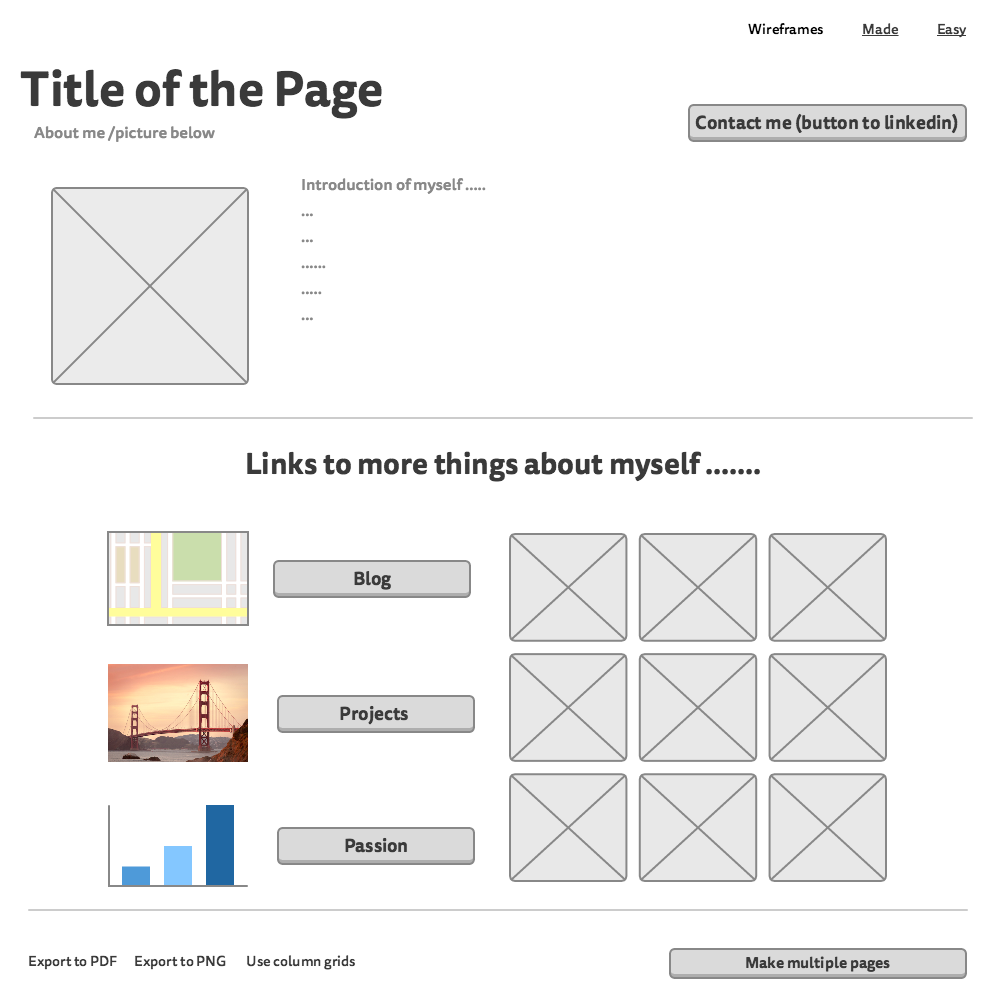 Wireframes Made Easy
Title of the Page
About me /picture below
Contact me (button to linkedin)
Introduction of myself .....
...
...
......
.....
...
Links to more things about myself .......
Blog
Projects
Passion
Export to PDF Export to PNG Use column grids
Make multiple pages